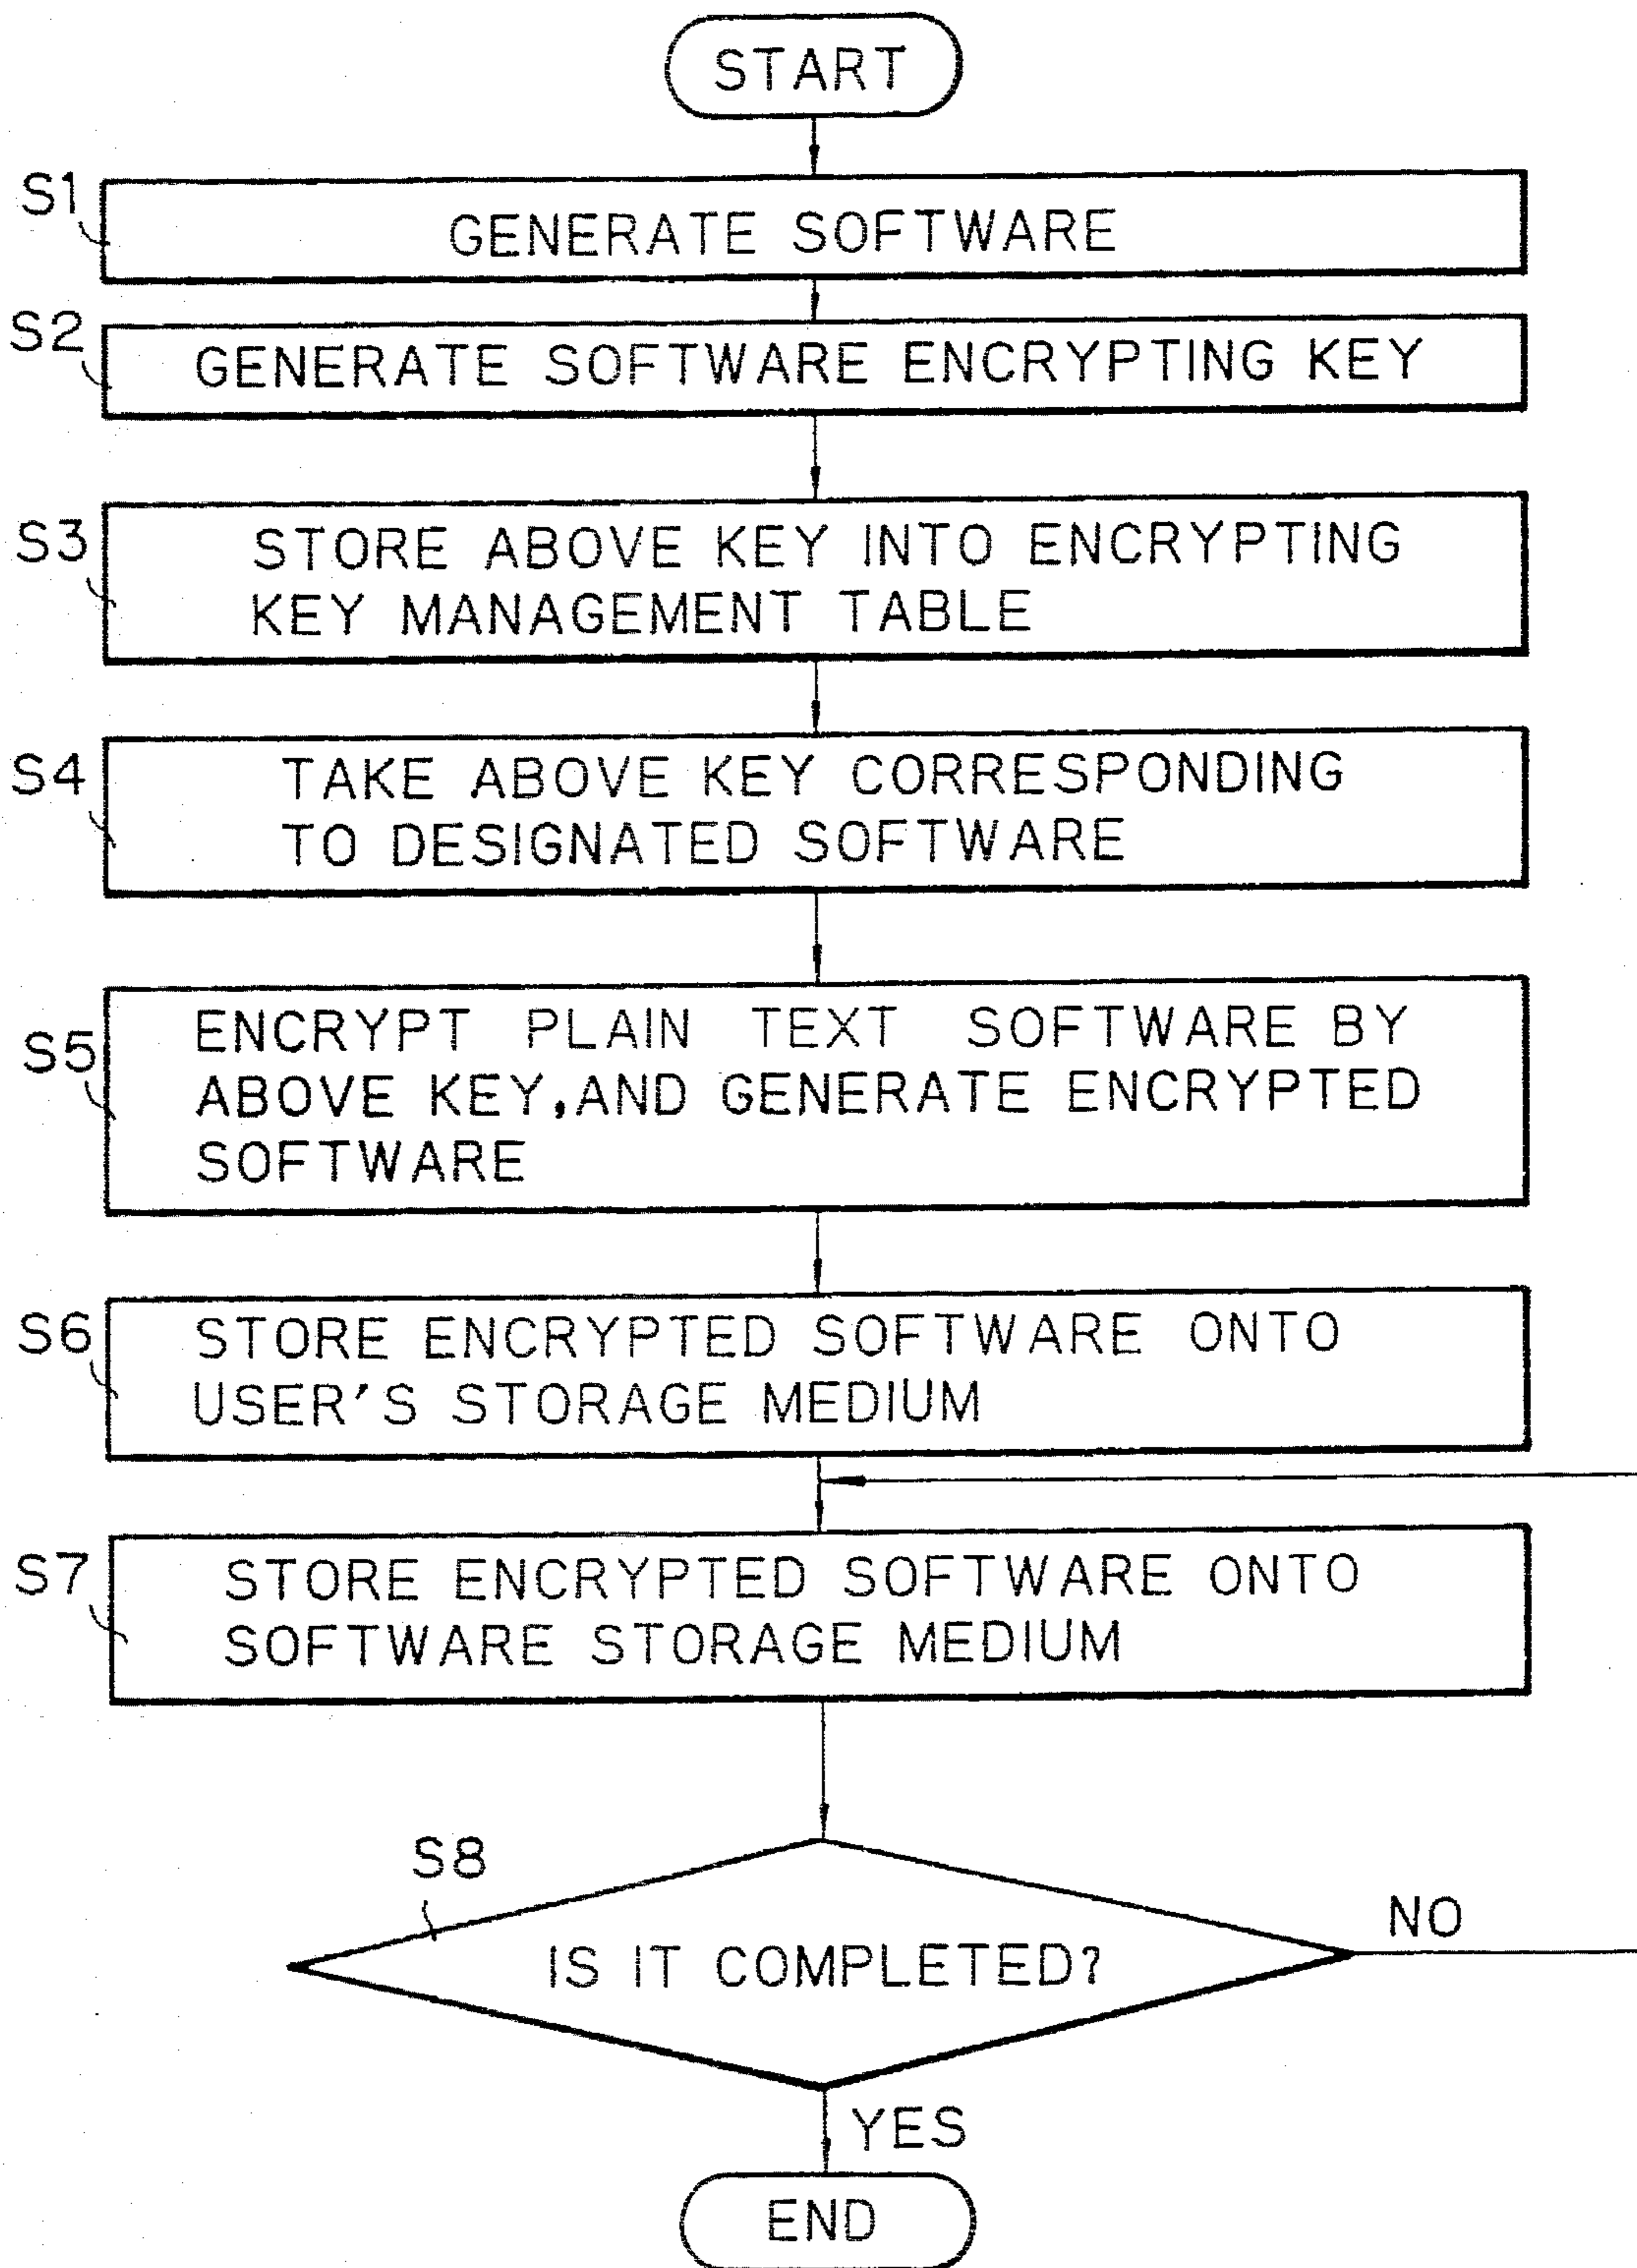 START
S1
GENERATE SOFTWARE
S2
GENERATE SOFTWARE ENCRYPTING KEY
S3
STORE ABOVE KEY INTO ENCRYPTING
KEY MANAGEMENT TABLE
S4
TAKE ABOVE KEY CORRESPONDING
TO DESIGNATED SOFTWARE
S5
ENCRYPT PLAIN TEXT SOFTWARE BY
ABOVE KEY, AND GENERATE ENCRYPTED
SOFTWARE
S6
STORE ENCRYPTED SOFTWARE ONTO
USER'S STORAGE MEDIUM
S7
STORE ENCRYPTED SOFTWARE ONTO
SOFTWARE STORAGE MEDIUM
S8
IS IT COMPLETED?
NO
YES
END